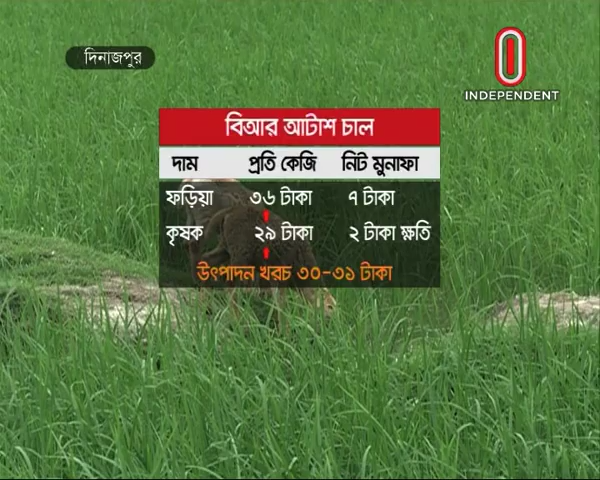 দিনাজপুর
INDEPENDENT
বিআর আটাশ চাল
দাম প্রতি কেজি নিট মুনাফা
ফড়িয়া ৩৬ টাকা ৭ টাকা
কৃষক ২৯ টাকা ২ টাকা ক্ষতি
উৎপাদন খরচ ৩০-৩১ টাকা